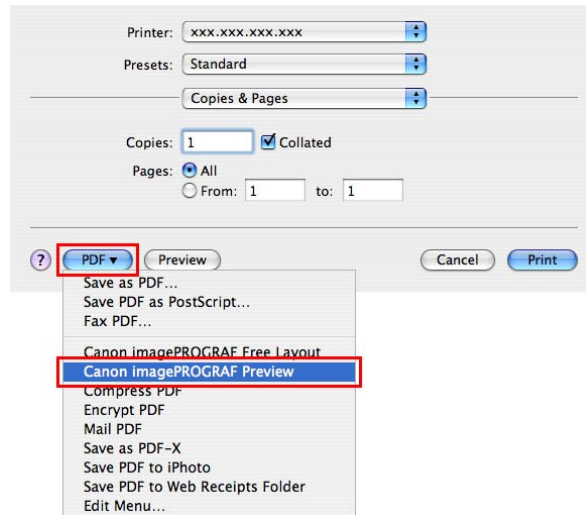 Printer: xxx.xxx.xxx.xxx
Presets: Standard
Copies & Pages
Copies: 1 Collated
Pages: All
From: 1 to: 1
? PDF▼ Preview Cancel Print
Save as PDF...
Save PDF as PostScript...
Fax PDF...
Canon imagePROGRAF Free Layout
Canon imagePROGRAF Preview
Compress PDF
Encrypt PDF
Mail PDF
Save as PDF-X
Save PDF to iPhoto
Save PDF to Web Receipts Folder
Edit Menu...